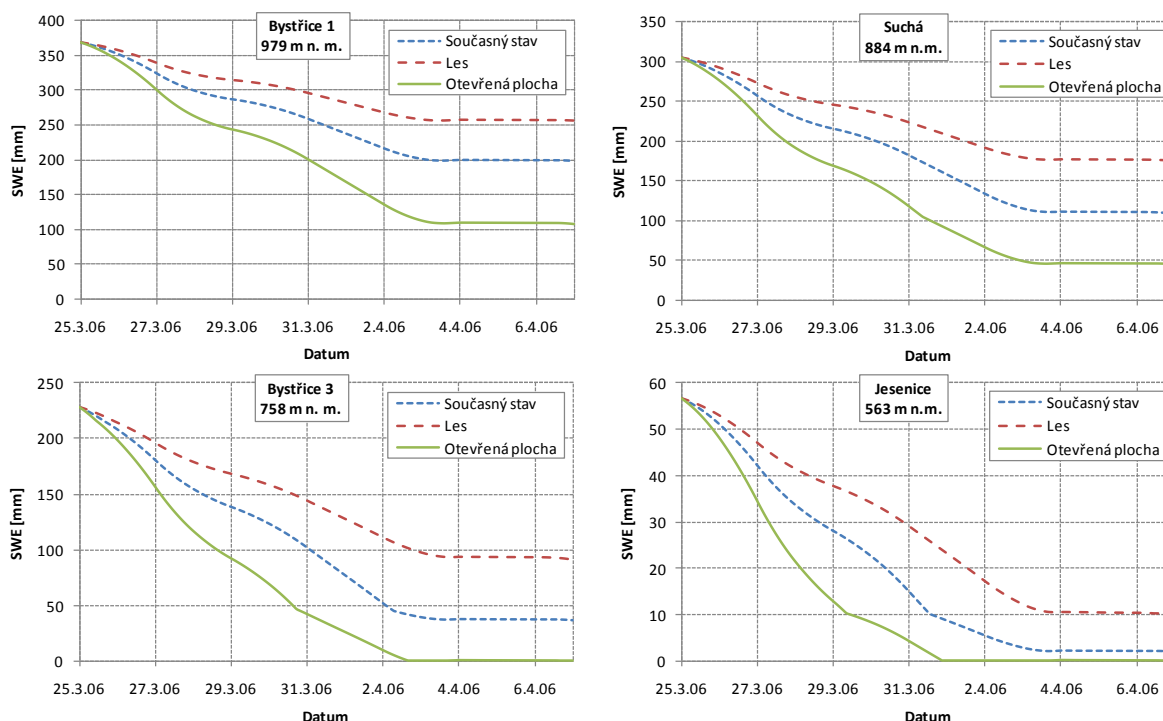 Bystřice 1
979 m n. m.
Současný stav
Les
Otevřená plocha
SWE [mm]
400
350
300
250
200
150
100
50
0
25.3.06 27.3.06 29.3.06 31.3.06 2.4.06 4.4.06 6.4.06
Datum
Suchá
884 m n.m.
Současný stav
Les
Otevřená plocha
SWE [mm]
350
300
250
200
150
100
50
0
25.3.06 27.3.06 29.3.06 31.3.06 2.4.06 4.4.06 6.4.06
Datum
Bystřice 3
758 m n. m.
Současný stav
Les
Otevřená plocha
SWE [mm]
250
200
150
100
50
0
25.3.06 27.3.06 29.3.06 31.3.06 2.4.06 4.4.06 6.4.06
Datum
Jesenice
563 m n.m.
Současný stav
Les
Otevřená plocha
SWE [mm]
60
50
40
30
20
10
0
25.3.06 27.3.06 29.3.06 31.3.06 2.4.06 4.4.06 6.4.06
Datum